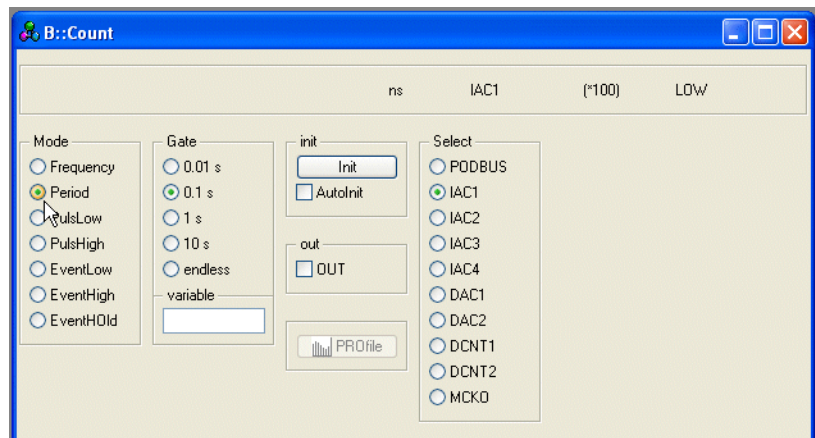 B::Count
ns IAC1 (*100) LOW
Mode
Frequency
Period
PulsLow
PulsHigh
EventLow
EventHigh
EventHOld
Gate
0.01 s
0.1 s
1 s
10 s
endless
variable
init
Init
AutoInit
out
OUT
PROfile
Select
PODBUS
IAC1
IAC2
IAC3
IAC4
DAC1
DAC2
DCNT1
DCNT2
MCKO